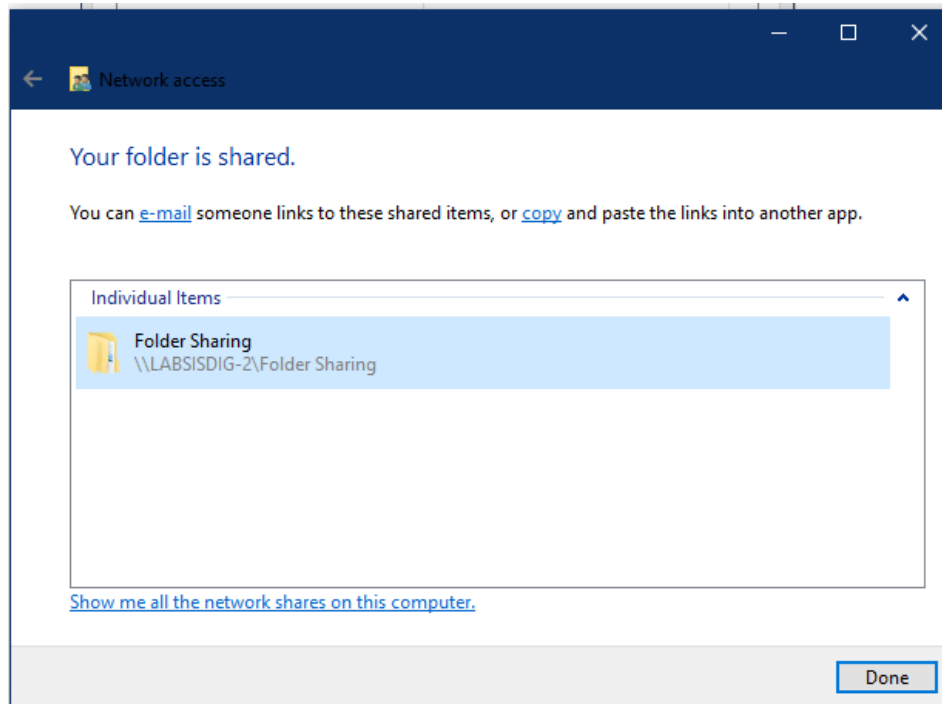 Network access
Your folder is shared.
You can e-mail someone links to these shared items, or copy and paste the links into another app.
Individual Items
Folder Sharing
\\LABSISDIG-2\Folder Sharing
Show me all the network shares on this computer.
Done